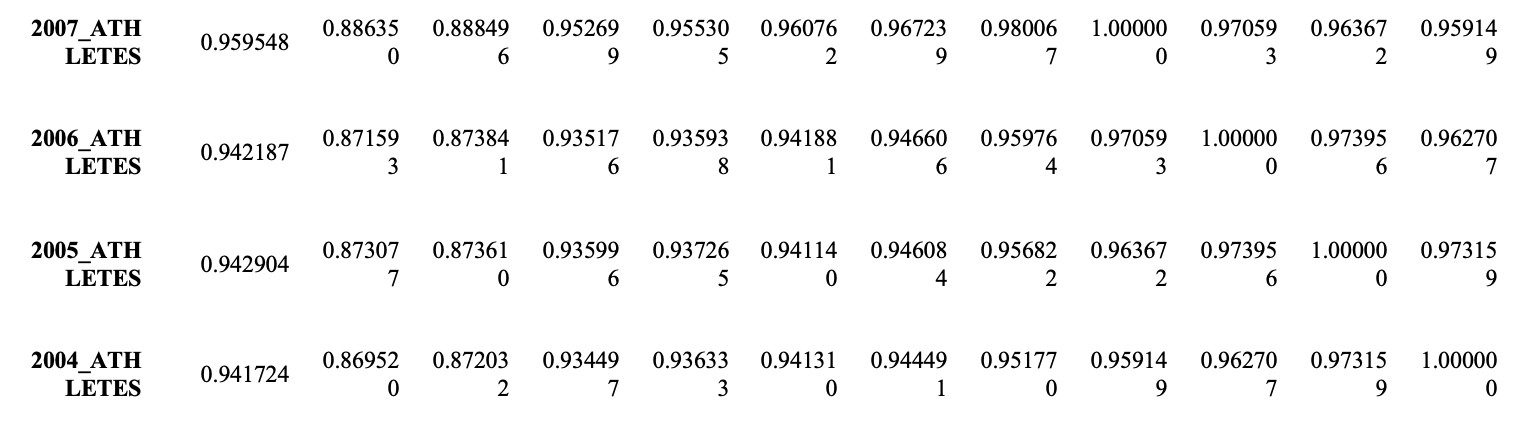 2007_ATH 0.88635 0.88849 0.95269 0.95530 0.96076 0.96723 0.98006 1.00000 0.97059 0.96367 0.95914
0.959548
LETES 0 6 9 5 2 9 7 0 3 2 9
2006_ATH 0.87159 0.87384 0.93517 0.93593 0.94188 0.94660 0.95976 0.97059 1.00000 0.97395 0.96270
0.942187
LETES 3 1 6 8 1 6 4 3 0 6 7
2005_ATH 0.87307 0.87361 0.93599 0.93726 0.94114 0.94608 0.95682 0.96367 0.97395 1.00000 0.97315
0.942904
LETES 7 0 6 5 0 4 2 2 6 0 9
2004_ATH 0.86952 0.87203 0.93449 0.93633 0.94131 0.94449 0.95177 0.95914 0.96270 0.97315 1.00000
0.941724
LETES 0 2 7 3 0 1 0 9 7 9 0